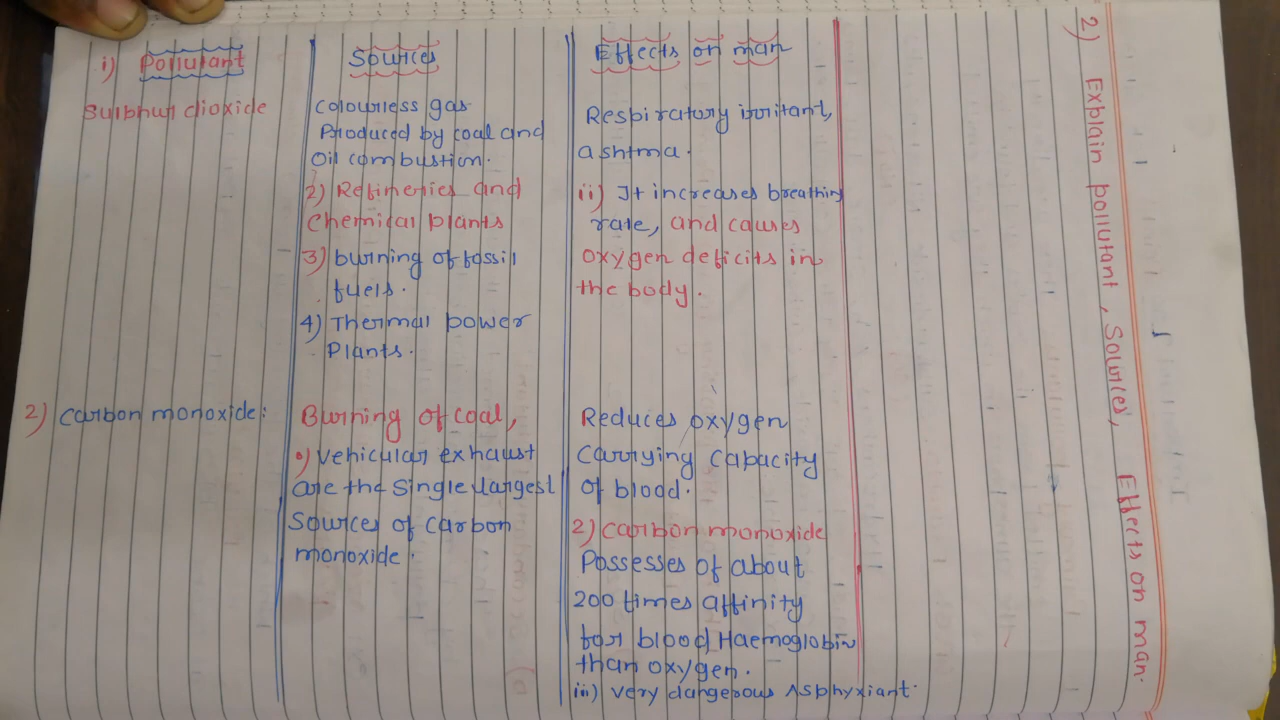 2) Explain pollutant, Sources, Effects on man.
i) Pollutant
Sulphur dioxide
2) Carbon monoxide:
Sources
Colourless gas
Produced by coal and
Oil combustion.
2) Refineries and
Chemical plants
3) burning of fossil
fuels.
4) Thermal power
Plants.
Burning of coal,
•) Vehicular exhaust
are the Single largest
Sources of carbon
monoxide.
Effects on man
Respiratory irritant,
ashtma.
ii) It increases breathing
rate, and causes
oxygen deficits in
the body.
Reduces oxygen
Carrying Capacity
Of blood.
2) Carbon monoxide
Possesses of about
200 times affinity
for blood Haemoglobin
than oxygen.
iii) Very dangerous Asphyxiant.